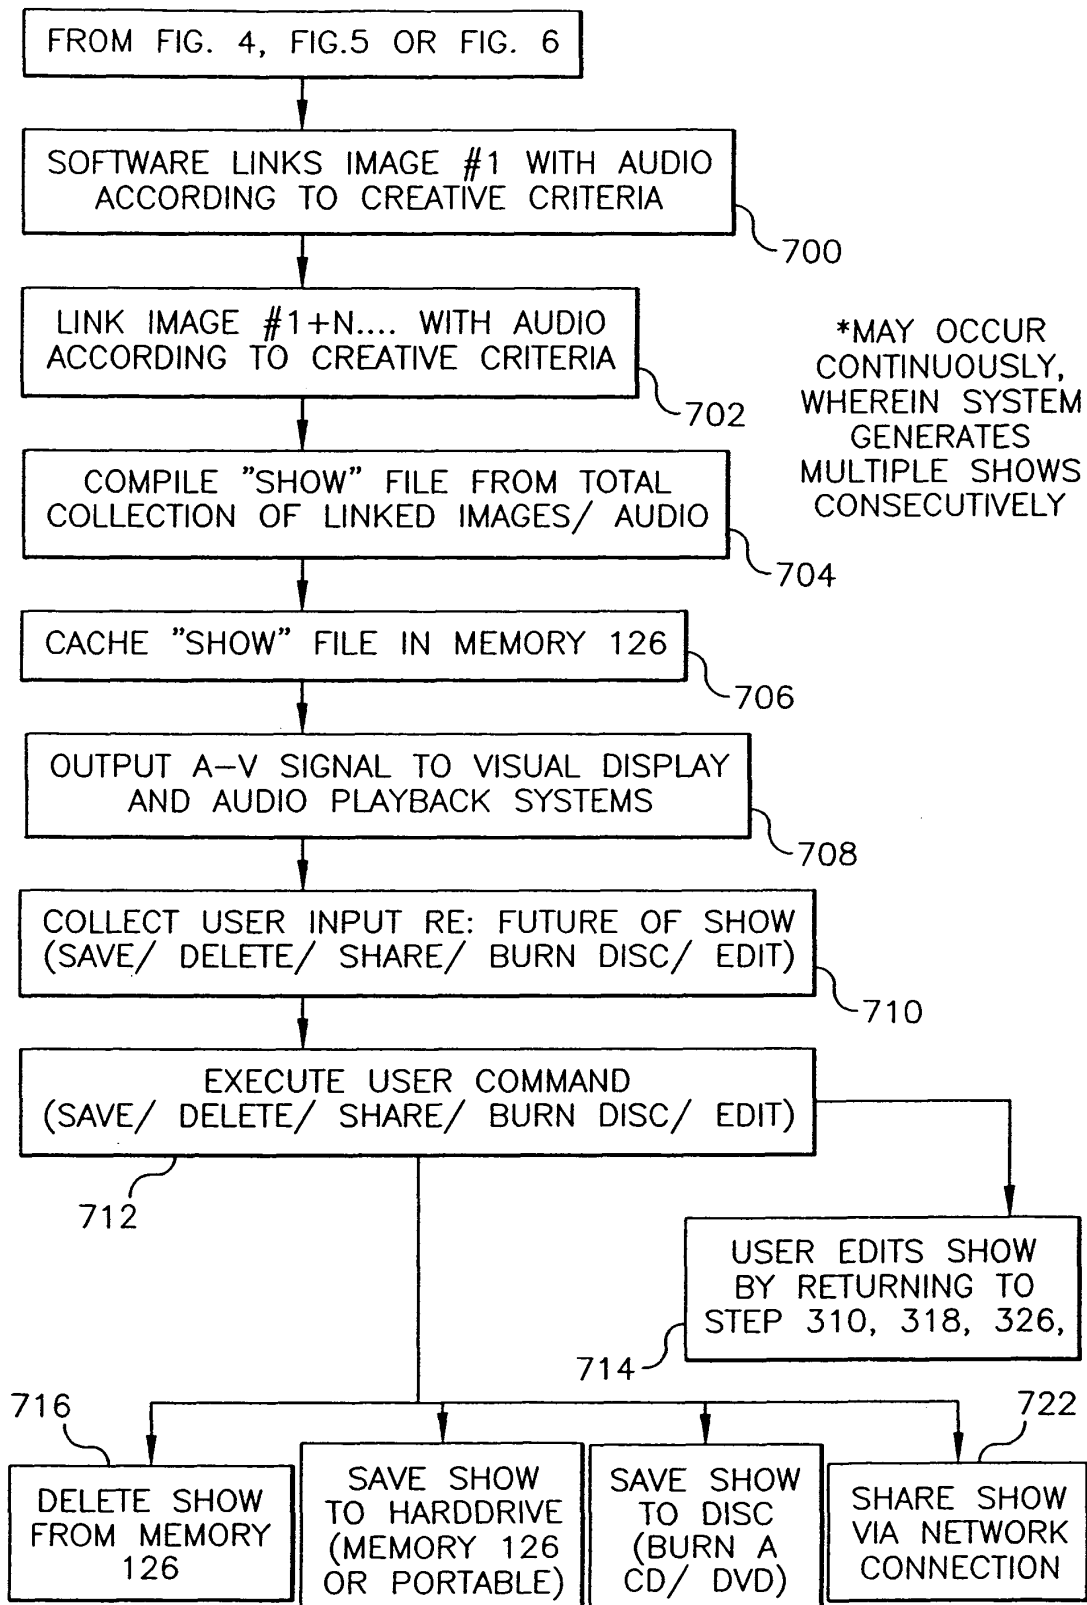 FROM FIG. 4, FIG.5 OR FIG. 6
SOFTWARE LINKS IMAGE #1 WITH AUDIO
ACCORDING TO CREATIVE CRITERIA
700
LINK IMAGE #1+N.... WITH AUDIO
ACCORDING TO CREATIVE CRITERIA
702
*MAY OCCUR
CONTINUOUSLY,
WHEREIN SYSTEM
GENERATES
MULTIPLE SHOWS
CONSECUTIVELY
COMPILE "SHOW" FILE FROM TOTAL
COLLECTION OF LINKED IMAGES/ AUDIO
704
CACHE "SHOW" FILE IN MEMORY 126
706
OUTPUT A-V SIGNAL TO VISUAL DISPLAY
AND AUDIO PLAYBACK SYSTEMS
708
COLLECT USER INPUT RE: FUTURE OF SHOW
(SAVE/ DELETE/ SHARE/ BURN DISC/ EDIT)
710
EXECUTE USER COMMAND
(SAVE/ DELETE/ SHARE/ BURN DISC/ EDIT)
712
USER EDITS SHOW
BY RETURNING TO
STEP 310, 318, 326,
714
716
DELETE SHOW
FROM MEMORY
126
SAVE SHOW
TO HARDDRIVE
(MEMORY 126
OR PORTABLE)
SAVE SHOW
TO DISC
(BURN A
CD/ DVD)
722
SHARE SHOW
VIA NETWORK
CONNECTION